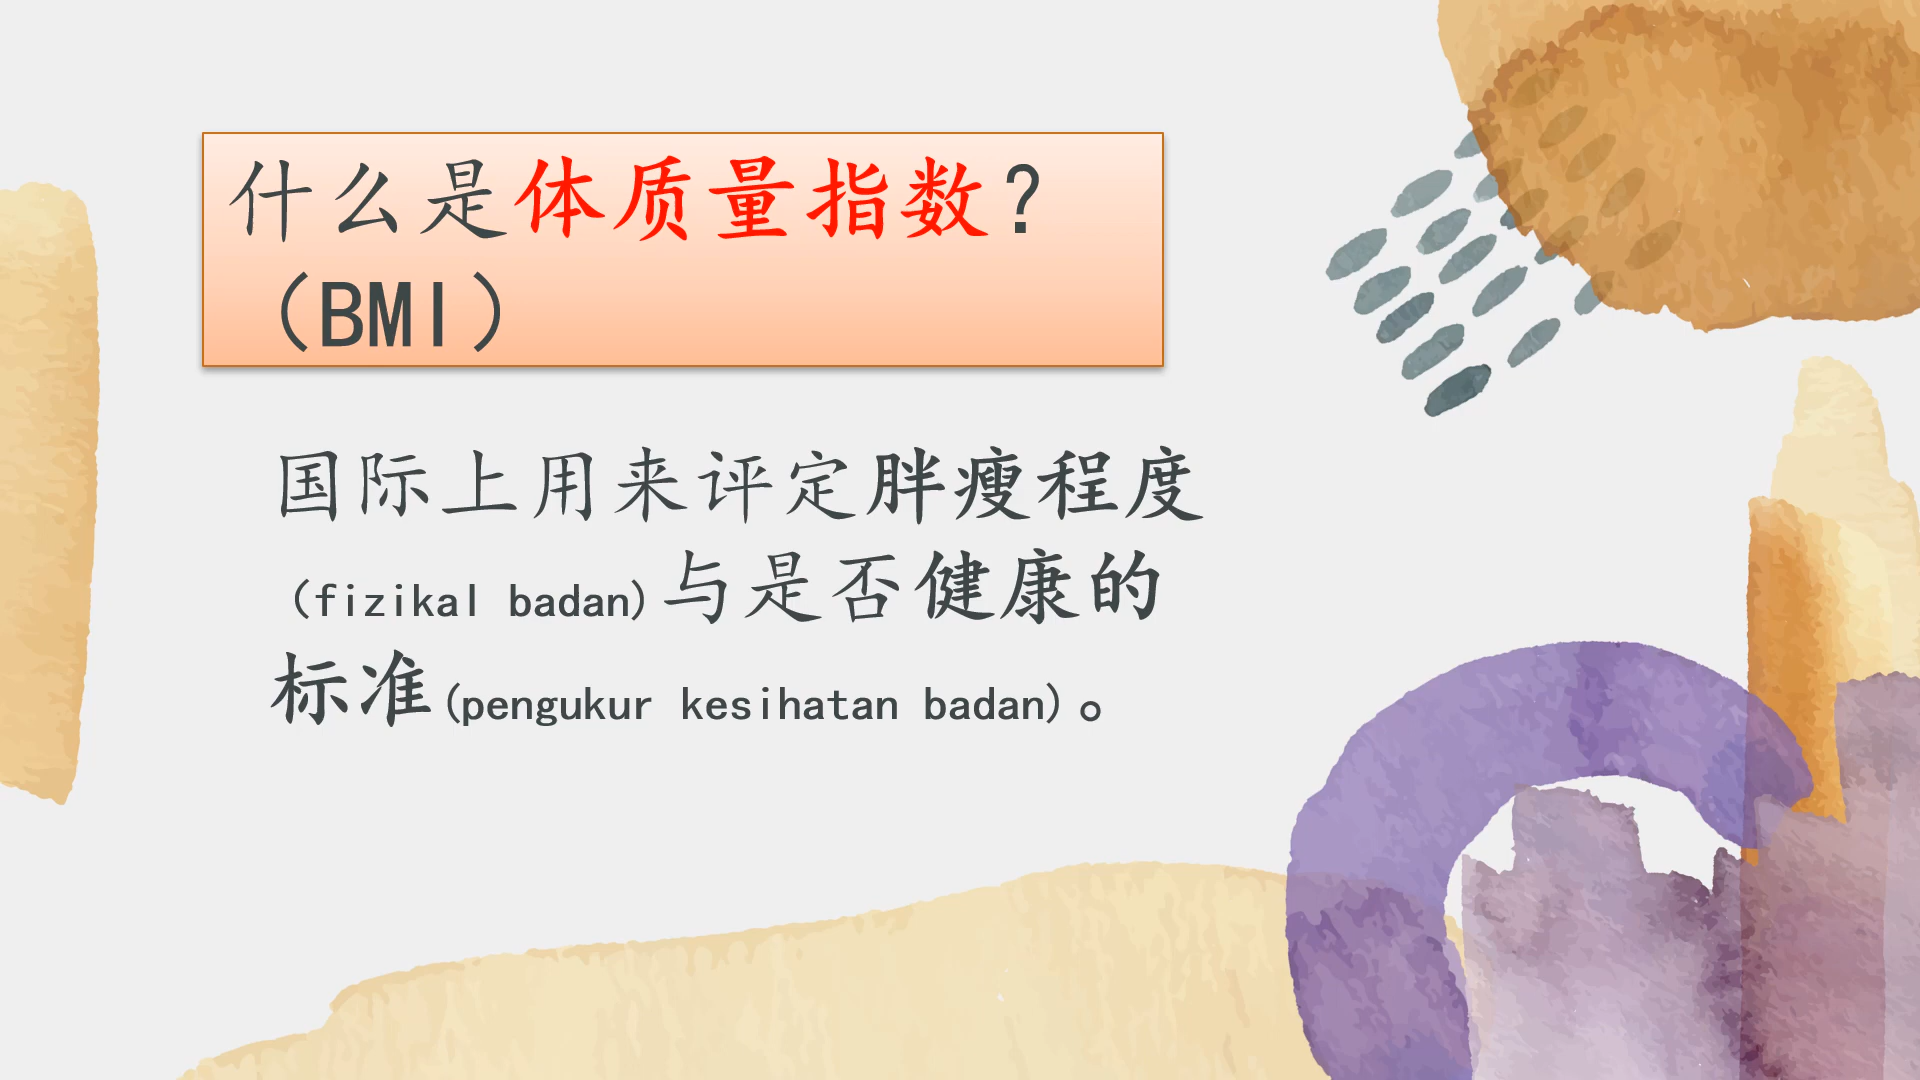 什么是体质量指数?
（BMI）
国际上用来评定胖瘦程度
(fizikal badan)与是否健康的
标准(pengukur kesihatan badan)。